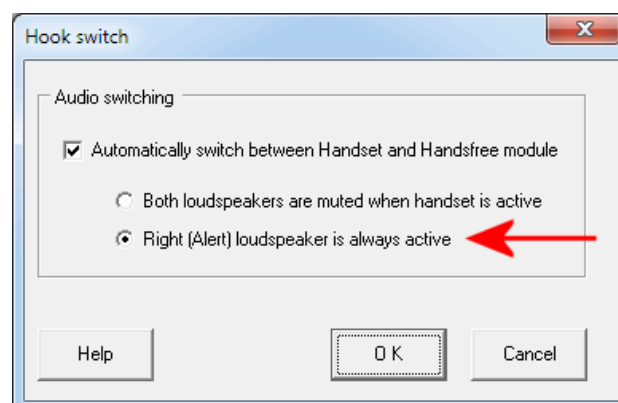 Hook switch
Audio switching
Automatically switch between Handset and Handsfree module
Both loudspeakers are muted when handset is active
Right (Alert) loudspeaker is always active
Help
O K
Cancel